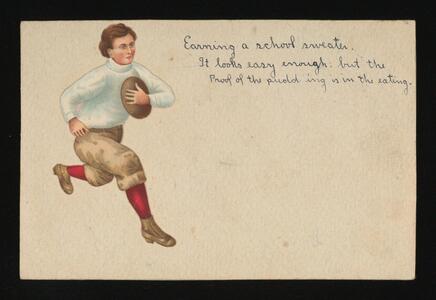 Earning a school sweater.
It looks easy enough: but the
Proof of the pudd ing is in the eating.